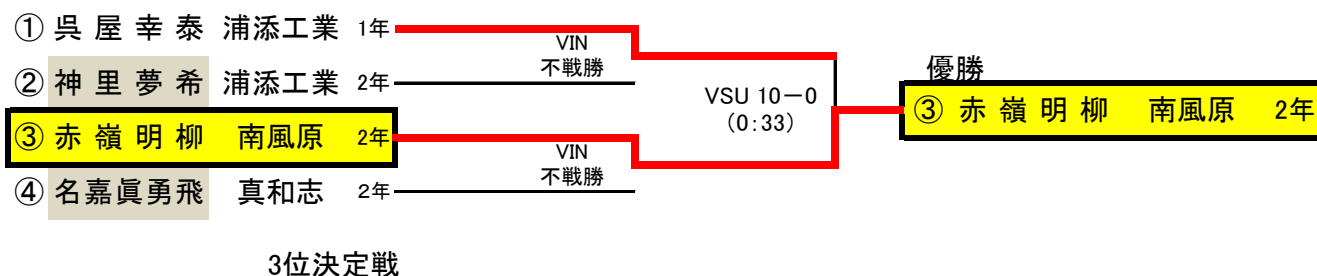 ① 呉 屋 幸 泰 浦添工業 1年
VIN
不戦勝
② 神 里 夢 希 浦添工業 2年
VSU 10－0
（0:33）
優勝
③ 赤 嶺 明 柳 南風原 2年
③ 赤 嶺 明 柳 南風原 2年
VIN
不戦勝
④ 名嘉眞勇飛 真和志 2年
3位決定戦